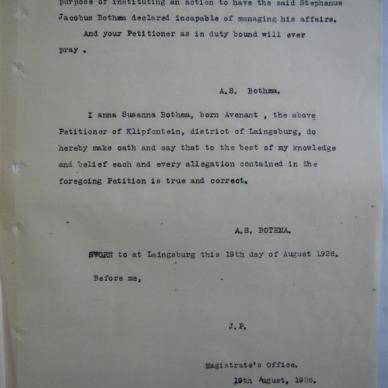 purpose of instituting an action to have the said Stephanus
Jacobus Bothma declared incapable of managing his affairs.
And your Petitioner as in duty bound will ever
pray .
A.S. Bothma.
I anna Susanna Bothma, born Avenant , the above
Petitioner of Klipfontein, district of Laingsburg, do
hereby make oath and say that to the best of my knowledge
and belief each and every allegation contained in the
foregoing Petition is true and correct.
A.S. BOTHMA.
SWORN to at Laingsburg this 19th day of August 1926.
Before me,
J.P.
Magistrate's Office.
19th August, 1926.